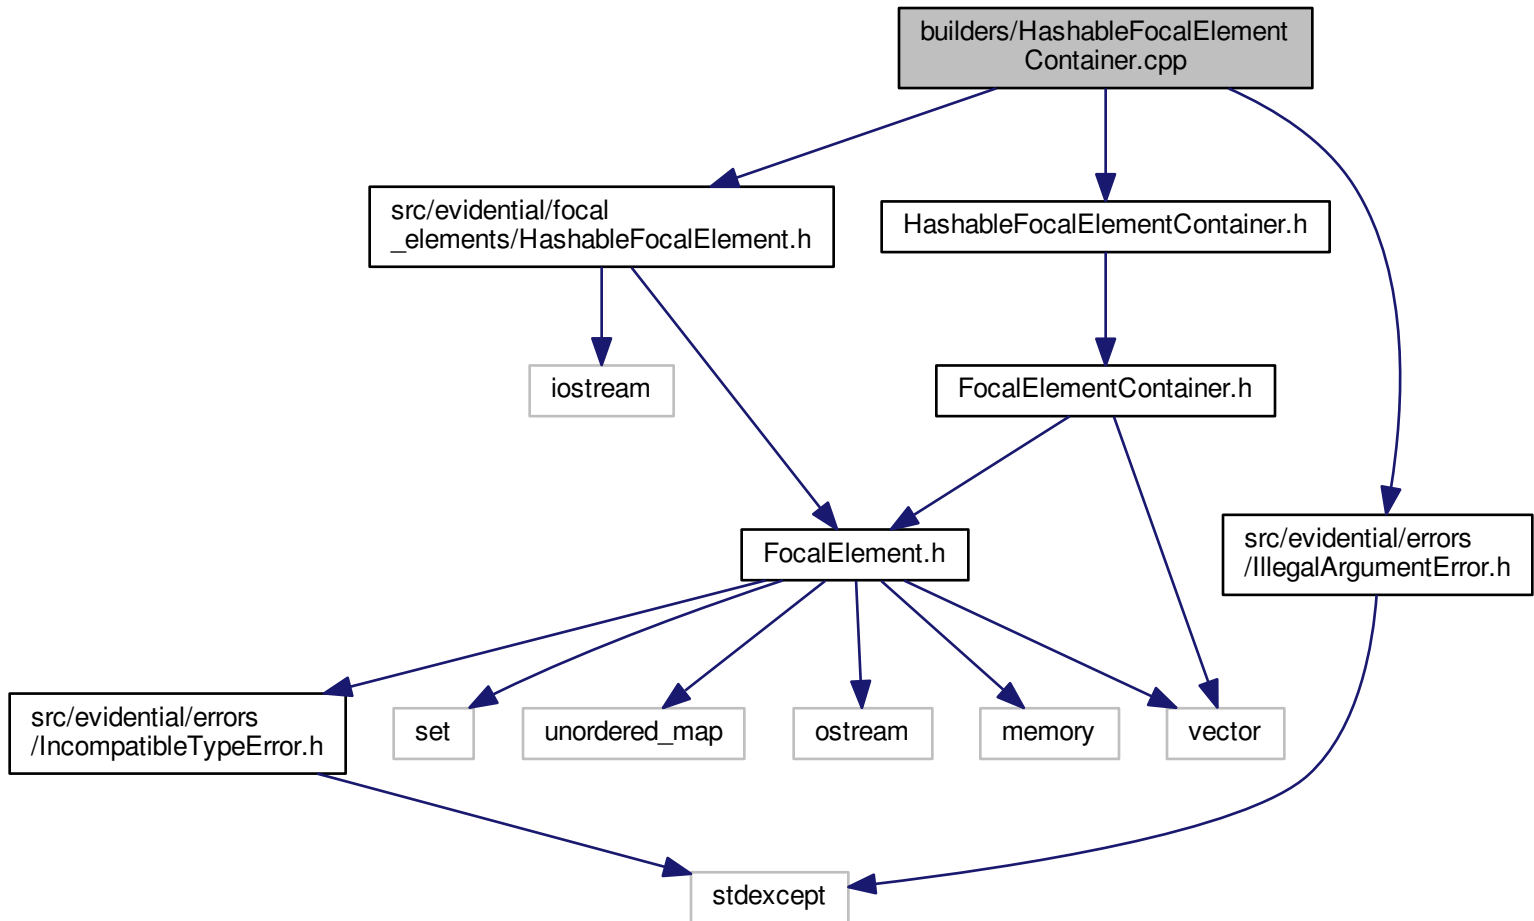 builders/HashableFocalElement
Container.cpp
src/evidential/focal
_elements/HashableFocalElement.h
HashableFocalElementContainer.h
iostream
FocalElementContainer.h
FocalElement.h
src/evidential/errors
/IllegalArgumentError.h
src/evidential/errors
/IncompatibleTypeError.h
set
unordered_map
ostream
memory
vector
stdexcept